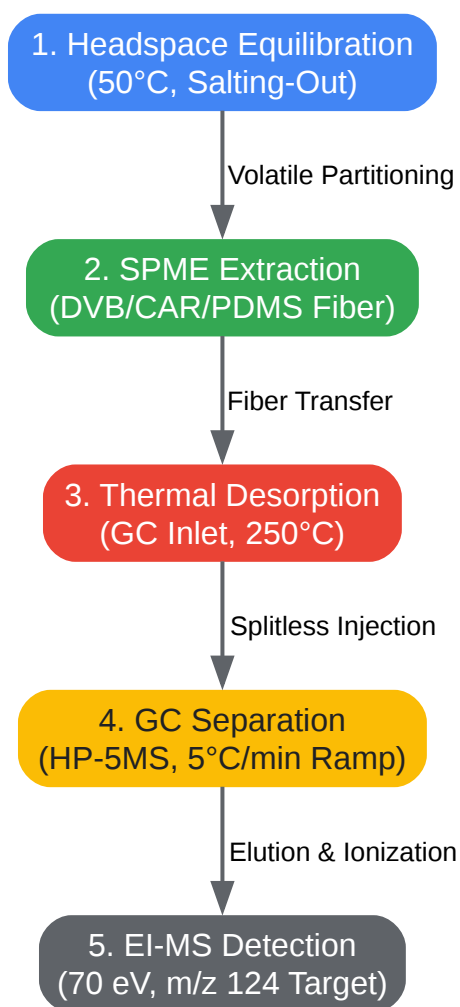 1. Headspace Equilibration
(50°C, Salting-Out)
Volatile Partitioning
2. SPME Extraction
(DVB/CAR/PDMS Fiber)
Fiber Transfer
3. Thermal Desorption
(GC Inlet, 250°C)
Splitless Injection
4. GC Separation
(HP-5MS, 5°C/min Ramp)
Elution & Ionization
5. EI-MS Detection
(70 eV, m/z 124 Target)